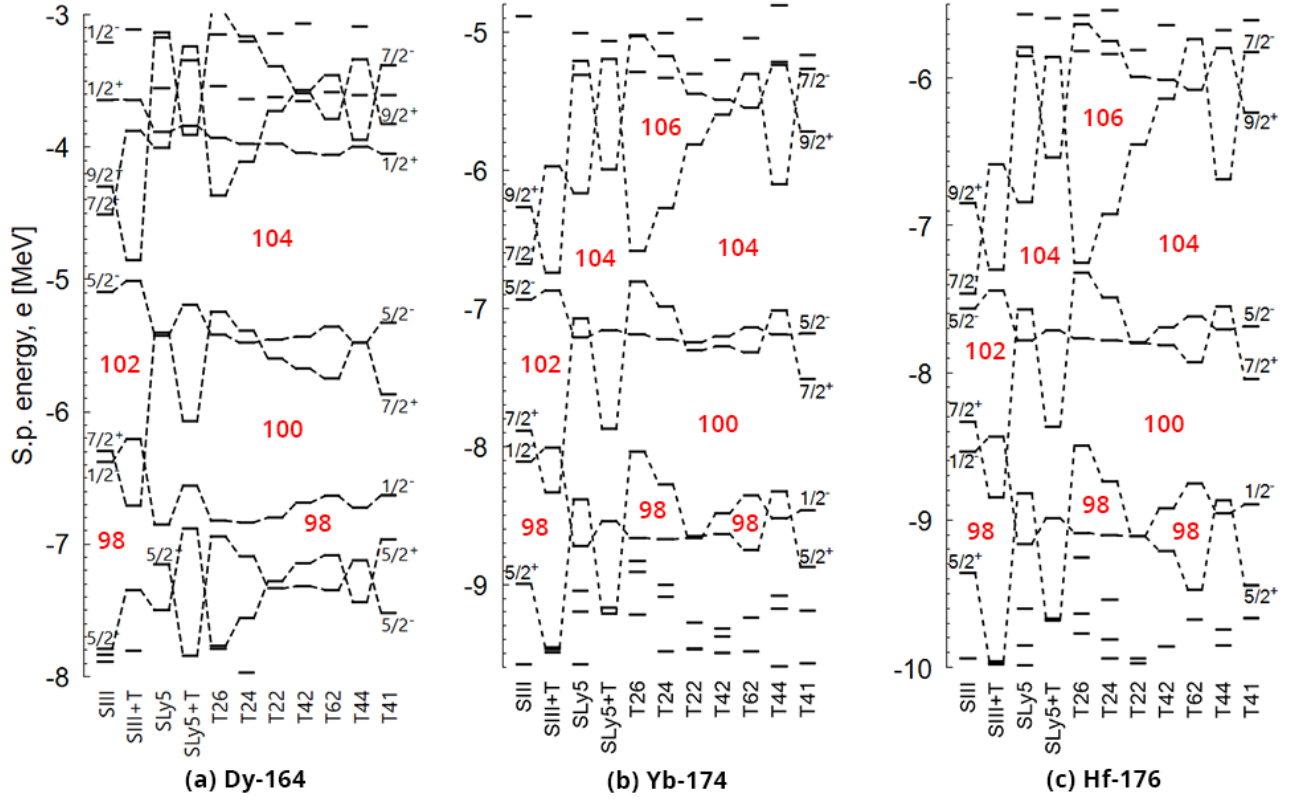 S.p. energy, e [MeV]
-3
-4
-5
-6
-7
-8
1/2⁻
1/2⁺
9/2⁺
7/2⁻
5/2⁻
7/2⁺
1/2
5/2
5/2
7/2⁻
9/2⁺
1/2⁺
5/2⁻
7/2⁺
1/2⁻
5/2⁺
5/2⁻
104
102
100
98
98
SIII
SIII+T
SLy5
SLy5+T
T26
T24
T22
T42
T62
T44
T41
(a) Dy-164
-5
-6
-7
-8
-9
9/2⁺
7/2
5/2⁻
7/2⁺
1/2⁻
5/2⁺
7/2⁻
9/2⁺
5/2⁻
7/2⁺
1/2⁻
5/2⁺
106
104
104
102
100
98
98
98
SIII
SIII+T
SLy5
SLy5+T
T26
T24
T22
T42
T62
T44
T41
(b) Yb-174
-6
-7
-8
-9
-10
9/2⁺
7/2⁻
5/2⁻
7/2⁺
1/2⁻
5/2⁺
7/2⁻
9/2⁺
5/2⁻
7/2⁺
1/2⁻
5/2⁺
106
104
104
102
100
98
98
98
SIII
SIII+T
SLy5
SLy5+T
T26
T24
T22
T42
T62
T44
T41
(c) Hf-176